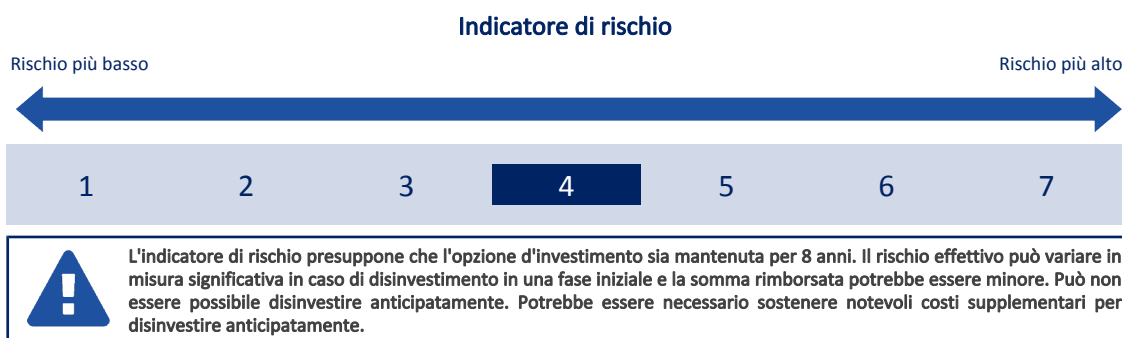 Indicatore di rischio
Rischio più basso
Rischio più alto
1 2 3 4 5 6 7
L'indicatore di rischio presuppone che l'opzione d'investimento sia mantenuta per 8 anni. Il rischio effettivo può variare in
misura significativa in caso di disinvestimento in una fase iniziale e la somma rimborsata potrebbe essere minore. Può non
essere possibile disinvestire anticipatamente. Potrebbe essere necessario sostenere notevoli costi supplementari per
disinvestire anticipatamente.